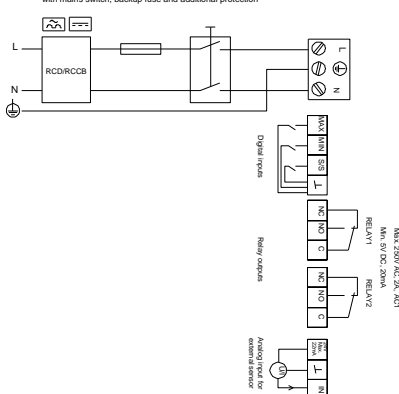 with mains switch, backup fuse and additional protection
L
N
RCD/RCCB
L
N
MAX
MIN
S/S
Digital inputs
Max. 250V AC, 2A, AC1
Min. 5V DC, 20mA
NC
NO
C
RELAY1
Relay outputs
NC
NO
C
RELAY2
Max.
22mA
IN
U/I
Analog input for
external sensor